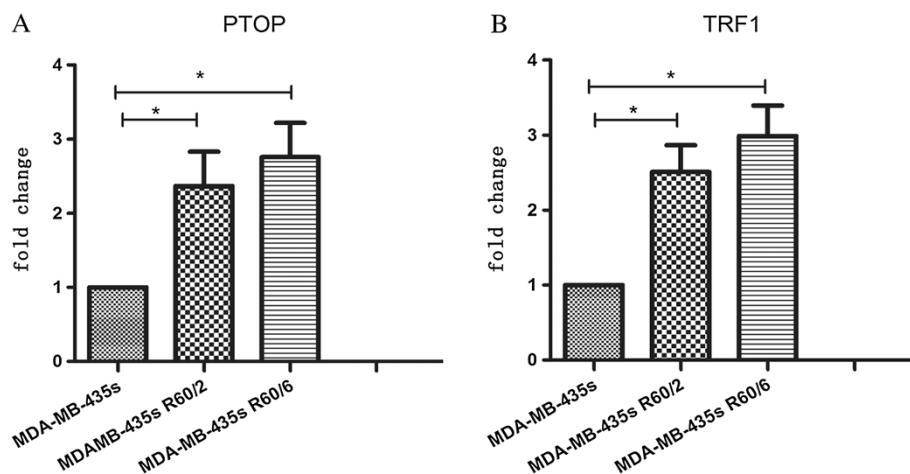 A
PTOP
fold change
4
3
2
1
0
*
*
MDA-MB-435s
MDAMB-435s R60/2
MDA-MB-435s R60/6
B
TRF1
fold change
4
3
2
1
0
*
*
MDA-MB-435s
MDA-MB-435s R60/2
MDA-MB-435s R60/6